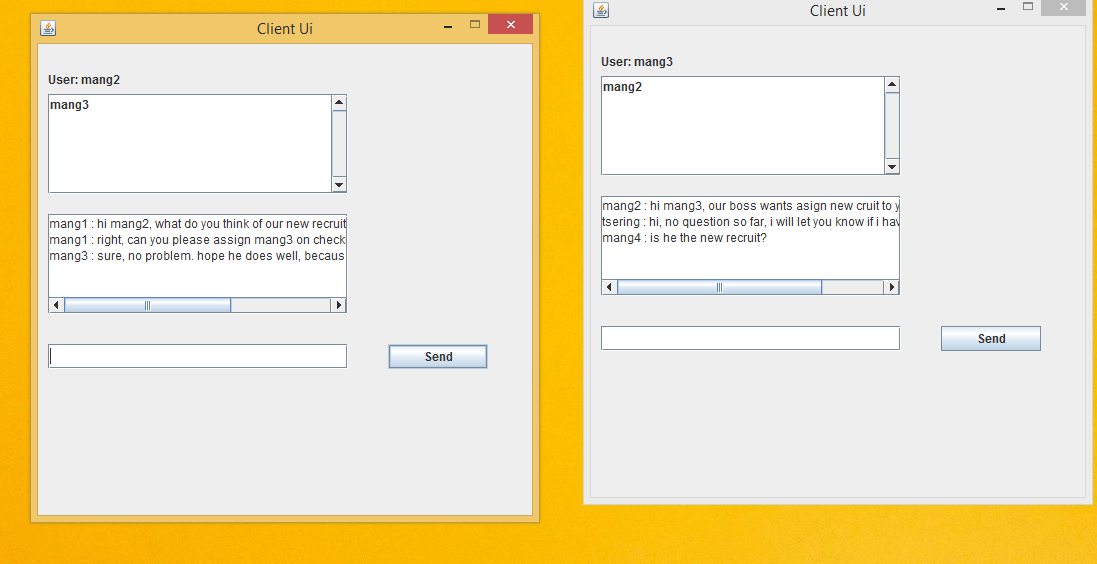 Client Ui
User: mang2
mang3
mang1 : hi mang2, what do you think of our new recruit
mang1 : right, can you please assign mang3 on check
mang3 : sure, no problem. hope he does well, becaus
Send
Client Ui
User: mang3
mang2
mang2 : hi mang3, our boss wants asign new cruit to y
tsering : hi, no question so far, i will let you know if i hav
mang4 : is he the new recruit?
Send